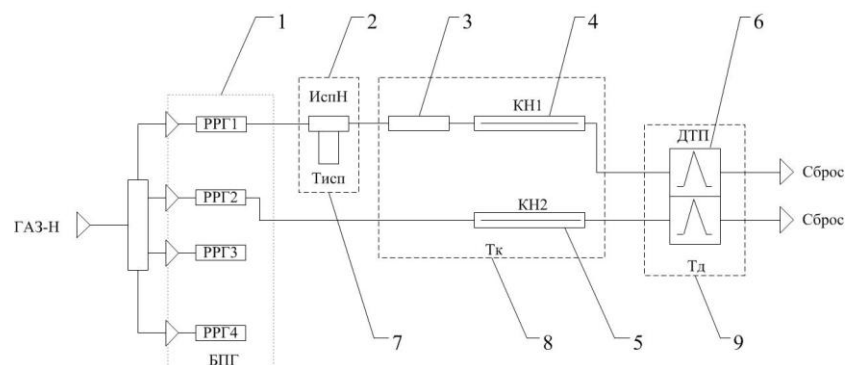 1
2
3
4
6
ИспН
КН1
РРГ1
ДТП
Сброс
Тисп
РРГ2
КН2
ГАЗ-Н
Сброс
РРГ3
Тк
Тд
РРГ4
БПГ
7
8
5
9